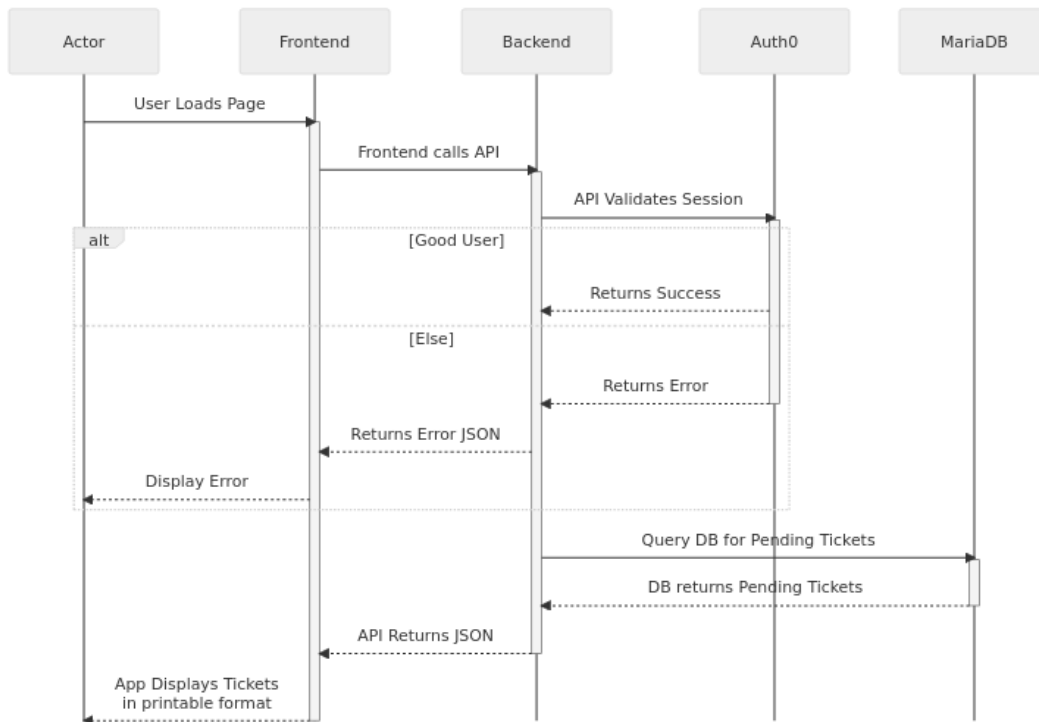 Actor
Frontend
Backend
Auth0
MariaDB
User Loads Page
Frontend calls API
API Validates Session
alt
[Good User]
Returns Success
[Else]
Returns Error
Returns Error JSON
Display Error
Query DB for Pending Tickets
DB returns Pending Tickets
API Returns JSON
App Displays Tickets
in printable format